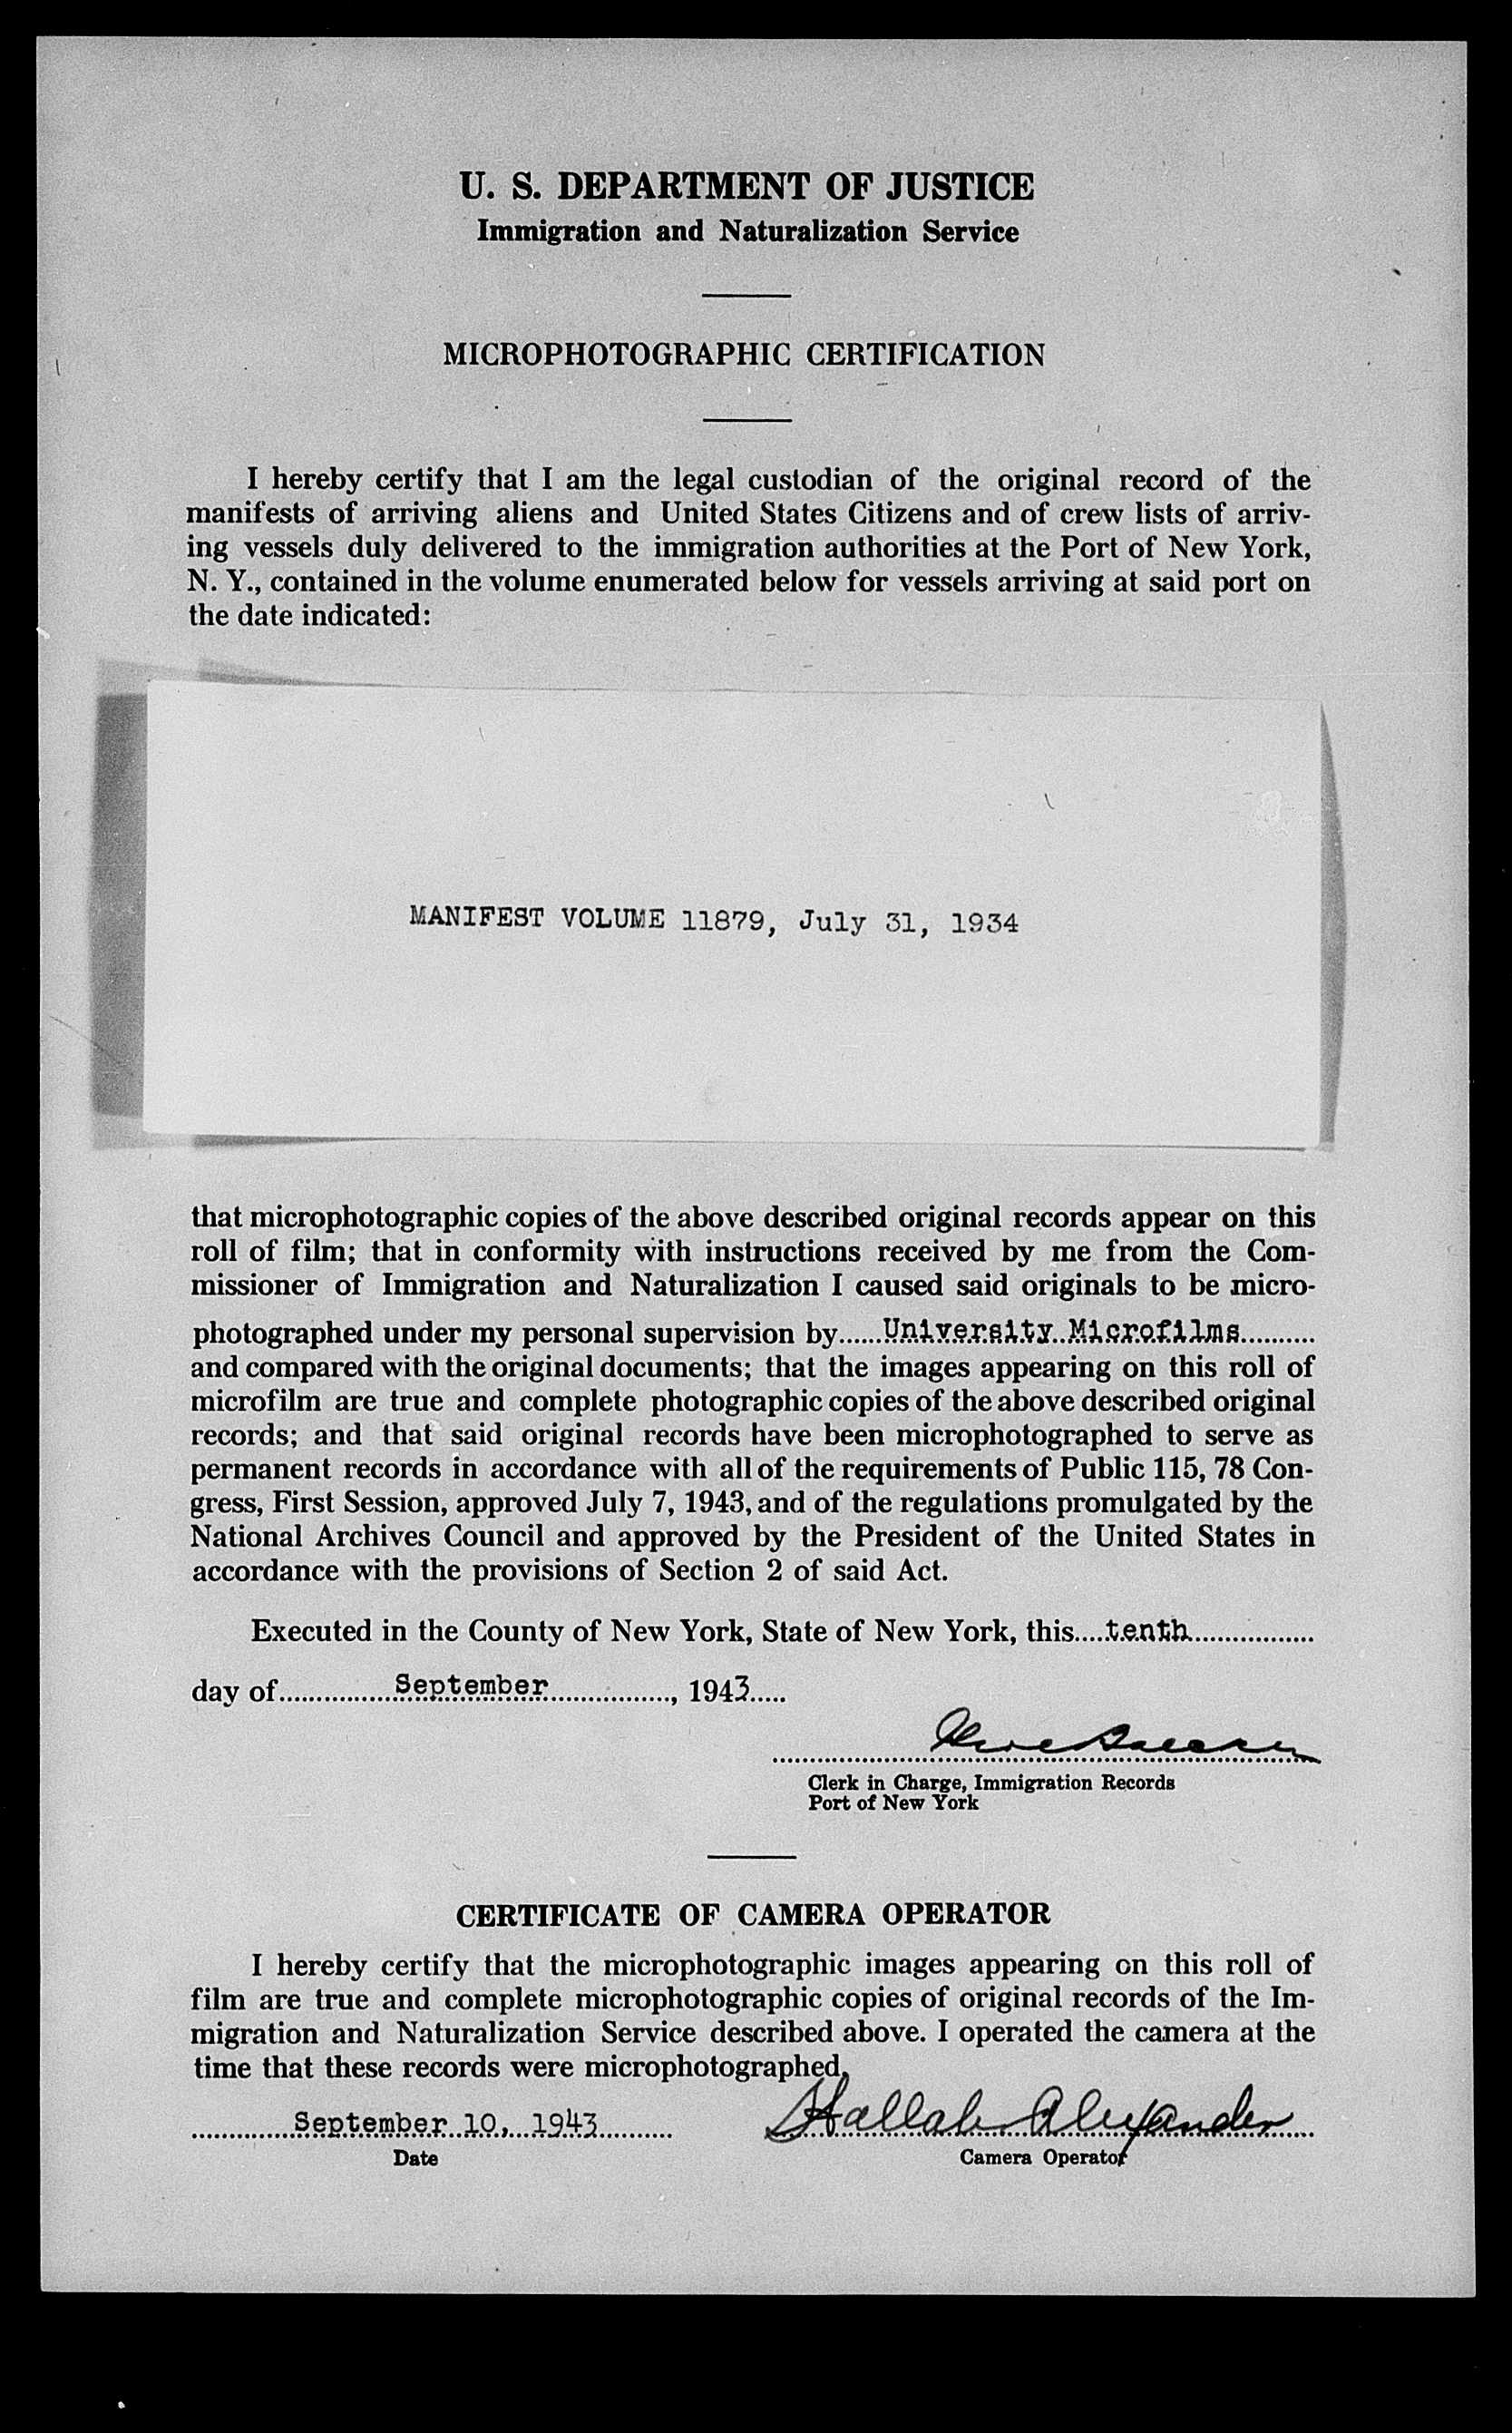 U. S. DEPARTMENT OF JUSTICE
Immigration and Naturalization Service
MICROPHOTOGRAPHIC CERTIFICATION
I hereby certify that I am the legal custodian of the original record of the
manifests of arriving aliens and United States Citizens and of crew lists of arriv-
ing vessels duly delivered to the immigration authorities at the Port of New York,
N. Y., contained in the volume enumerated below for vessels arriving at said port on
the date indicated:
MANIFEST VOLUME 11879, July 31, 1934
that microphotographic copies of the above described original records appear on this
roll of film; that in conformity with instructions received by me from the Com-
missioner of Immigration and Naturalization I caused said originals to be micro-
photographed under my personal supervision by......University Microfilms..........
and compared with the original documents; that the images appearing on this roll of
microfilm are true and complete photographic copies of the above described original
records; and that said original records have been microphotographed to serve as
permanent records in accordance with all of the requirements of Public 115, 78 Con-
gress, First Session, approved July 7, 1943, and of the regulations promulgated by the
National Archives Council and approved by the President of the United States in
accordance with the provisions of Section 2 of said Act.
Executed in the County of New York, State of New York, this.....tenth.................
day of................September................., 1943.....
Clerk in Charge, Immigration Records
Port of New York
CERTIFICATE OF CAMERA OPERATOR
I hereby certify that the microphotographic images appearing on this roll of
film are true and complete microphotographic copies of original records of the Im-
migration and Naturalization Service described above. I operated the camera at the
time that these records were microphotographed.
..............September 10, 1943.......... Alexander
Date Camera Operator